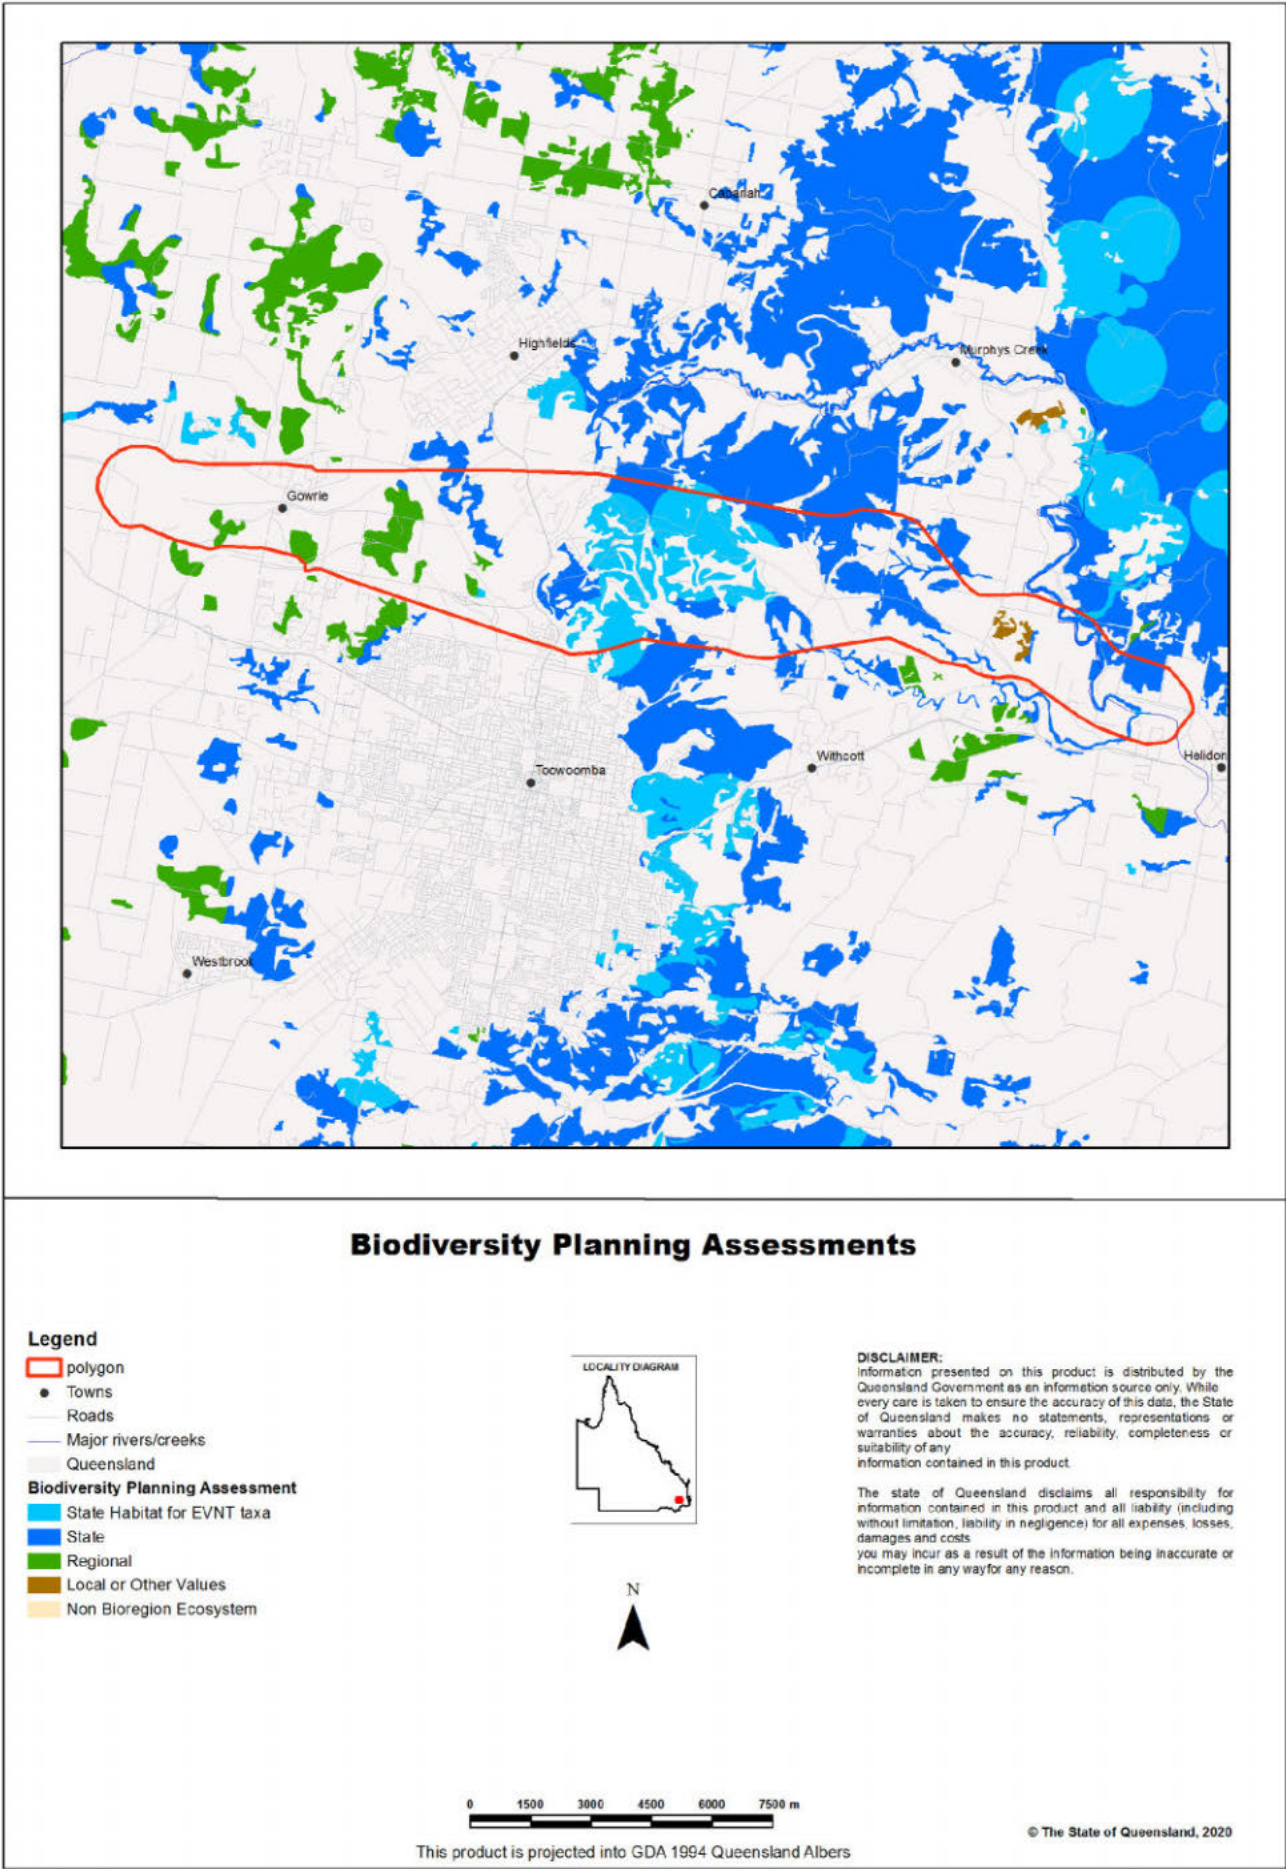 Cabarlah
Highfields
Murphys Creek
Gowrie
Toowoomba
Withcott
Helidon
Westbrook
Biodiversity Planning Assessments
Legend
polygon
Towns
Roads
Major rivers/creeks
Queensland
Biodiversity Planning Assessment
State Habitat for EVNT taxa
State
Regional
Local or Other Values
Non Bioregion Ecosystem
LOCALITY DIAGRAM
N
DISCLAIMER:
Information presented on this product is distributed by the
Queensland Government as an information source only. While
every care is taken to ensure the accuracy of this data, the State
of Queensland makes no statements, representations or
warranties about the accuracy, reliability, completeness or
suitability of any
information contained in this product.
The state of Queensland disclaims all responsibility for
information contained in this product and all liability (including
without limitation, liability in negligence) for all expenses, losses,
damages and costs
you may incur as a result of the information being inaccurate or
incomplete in any wayfor any reason.
0 1500 3000 4500 6000 7500 m
This product is projected into GDA 1994 Queensland Albers
© The State of Queensland, 2020